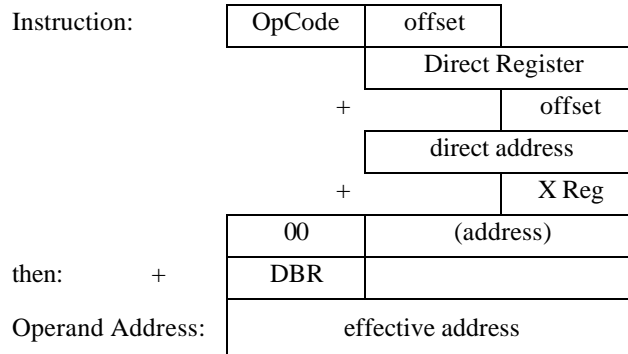 Instruction: OpCode offset
Direct Register
+ offset
direct address
+ X Reg
00 (address)
then: + DBR
Operand Address: effective address